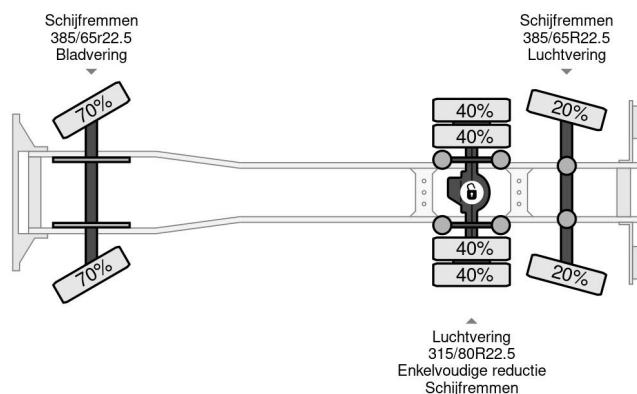 Schijfremmen
385/65r22.5
Bladvering
Schijfremmen
385/65R22.5
Luchtvering
70%
40%
40%
20%
70%
40%
40%
20%
Luchtvering
315/80R22.5
Enkelvoudige reductie
Schijfremmen